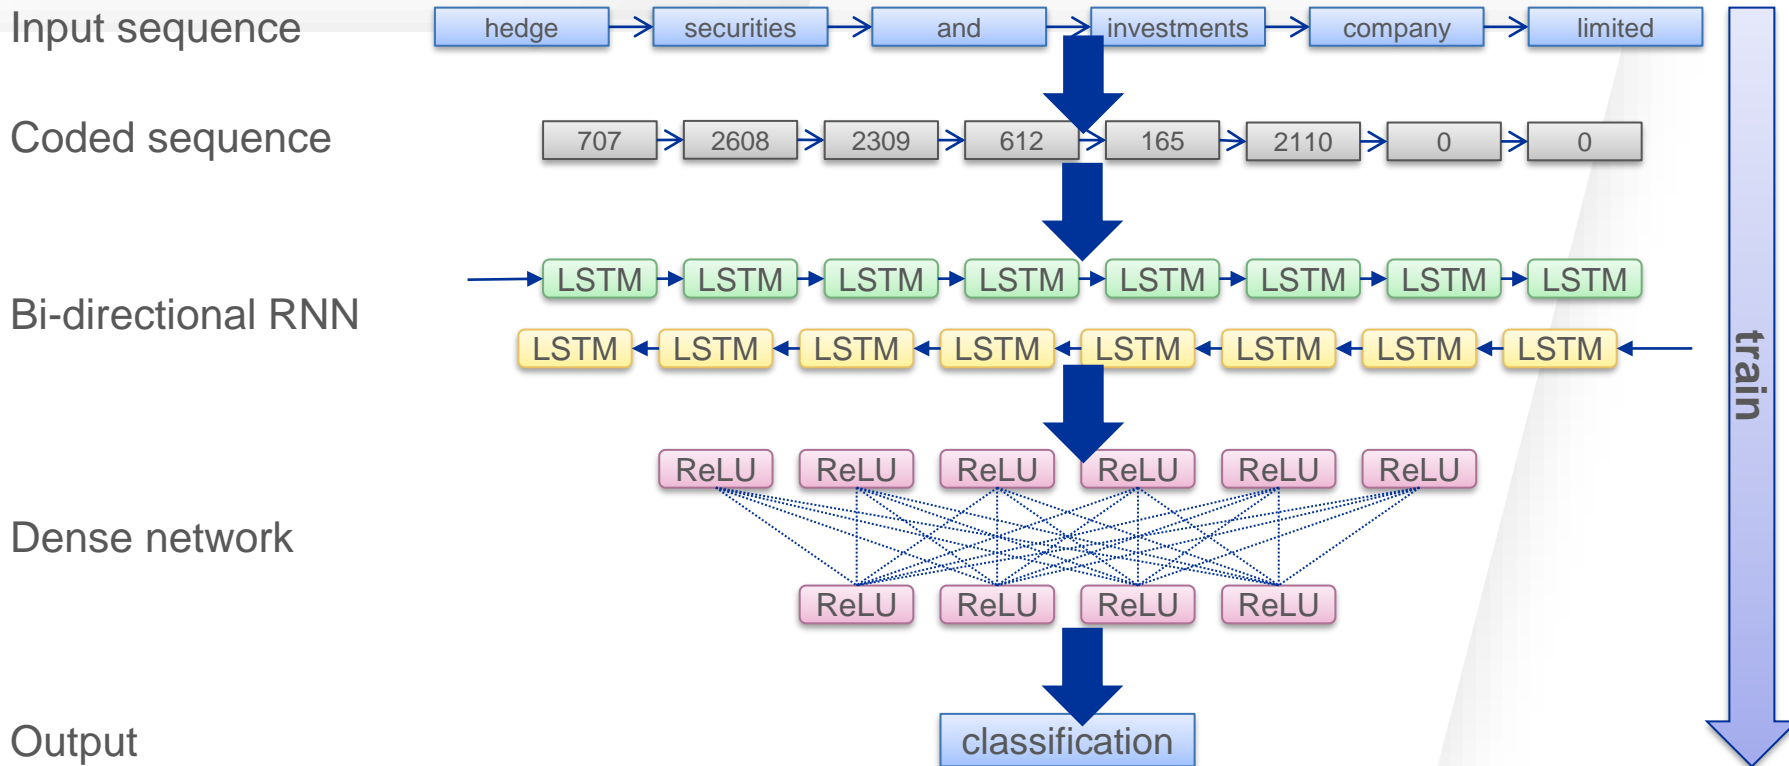 Input sequence
hedge securities and investments company limited
Coded sequence
707 2608 2309 612 165 2110 0 0
LSTM LSTM LSTM LSTM LSTM LSTM LSTM LSTM
Bi-directional RNN
LSTM LSTM LSTM LSTM LSTM LSTM LSTM LSTM
train
ReLU ReLU ReLU ReLU ReLU ReLU
Dense network
ReLU ReLU ReLU ReLU
Output
classification